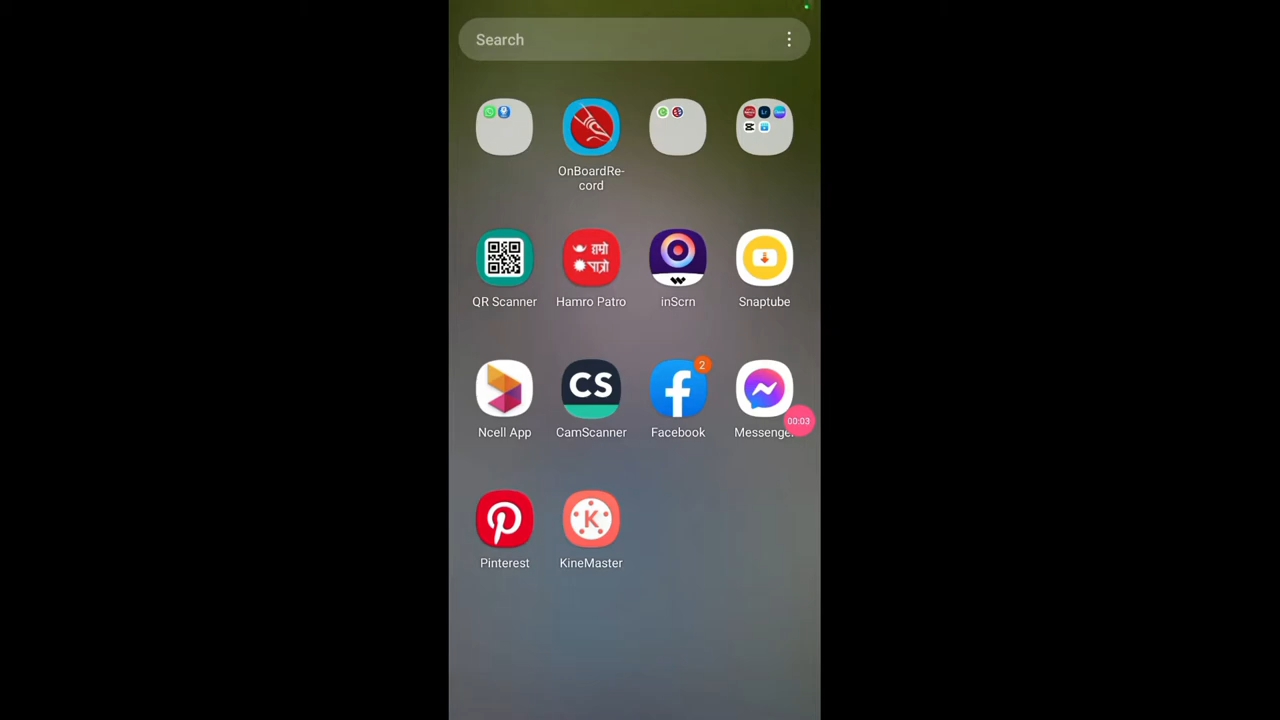 Search
OnBoardRe-
cord
QR Scanner
हाम्रो
पात्रो
Hamro Patro
inScrn
Snaptube
2
Ncell App
CS
CamScanner
Facebook
00:03
Pinterest
K
KineMaster